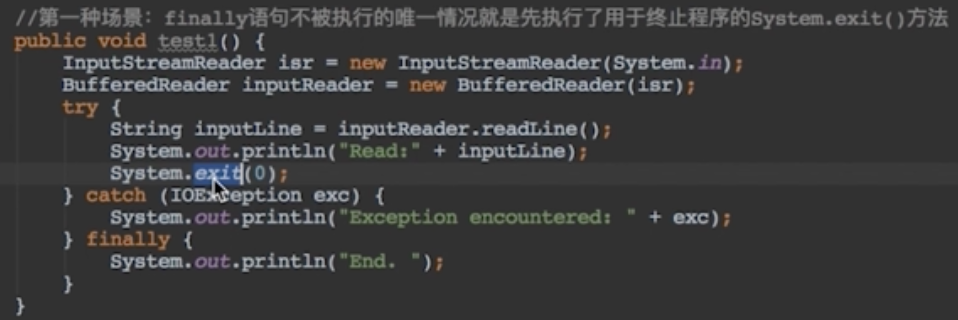 //第一种场景：finally语句不被执行的唯一情况就是先执行了用于终止程序的System.exit()方法
public void test1() {
    InputStreamReader isr = new InputStreamReader(System.in);
    BufferedReader inputReader = new BufferedReader(isr);
    try {
        String inputLine = inputReader.readLine();
        System.out.println("Read:" + inputLine);
        System.exit(0);
    } catch (IOException exc) {
        System.out.println("Exception encountered: " + exc);
    } finally {
        System.out.println("End. ");
    }
}